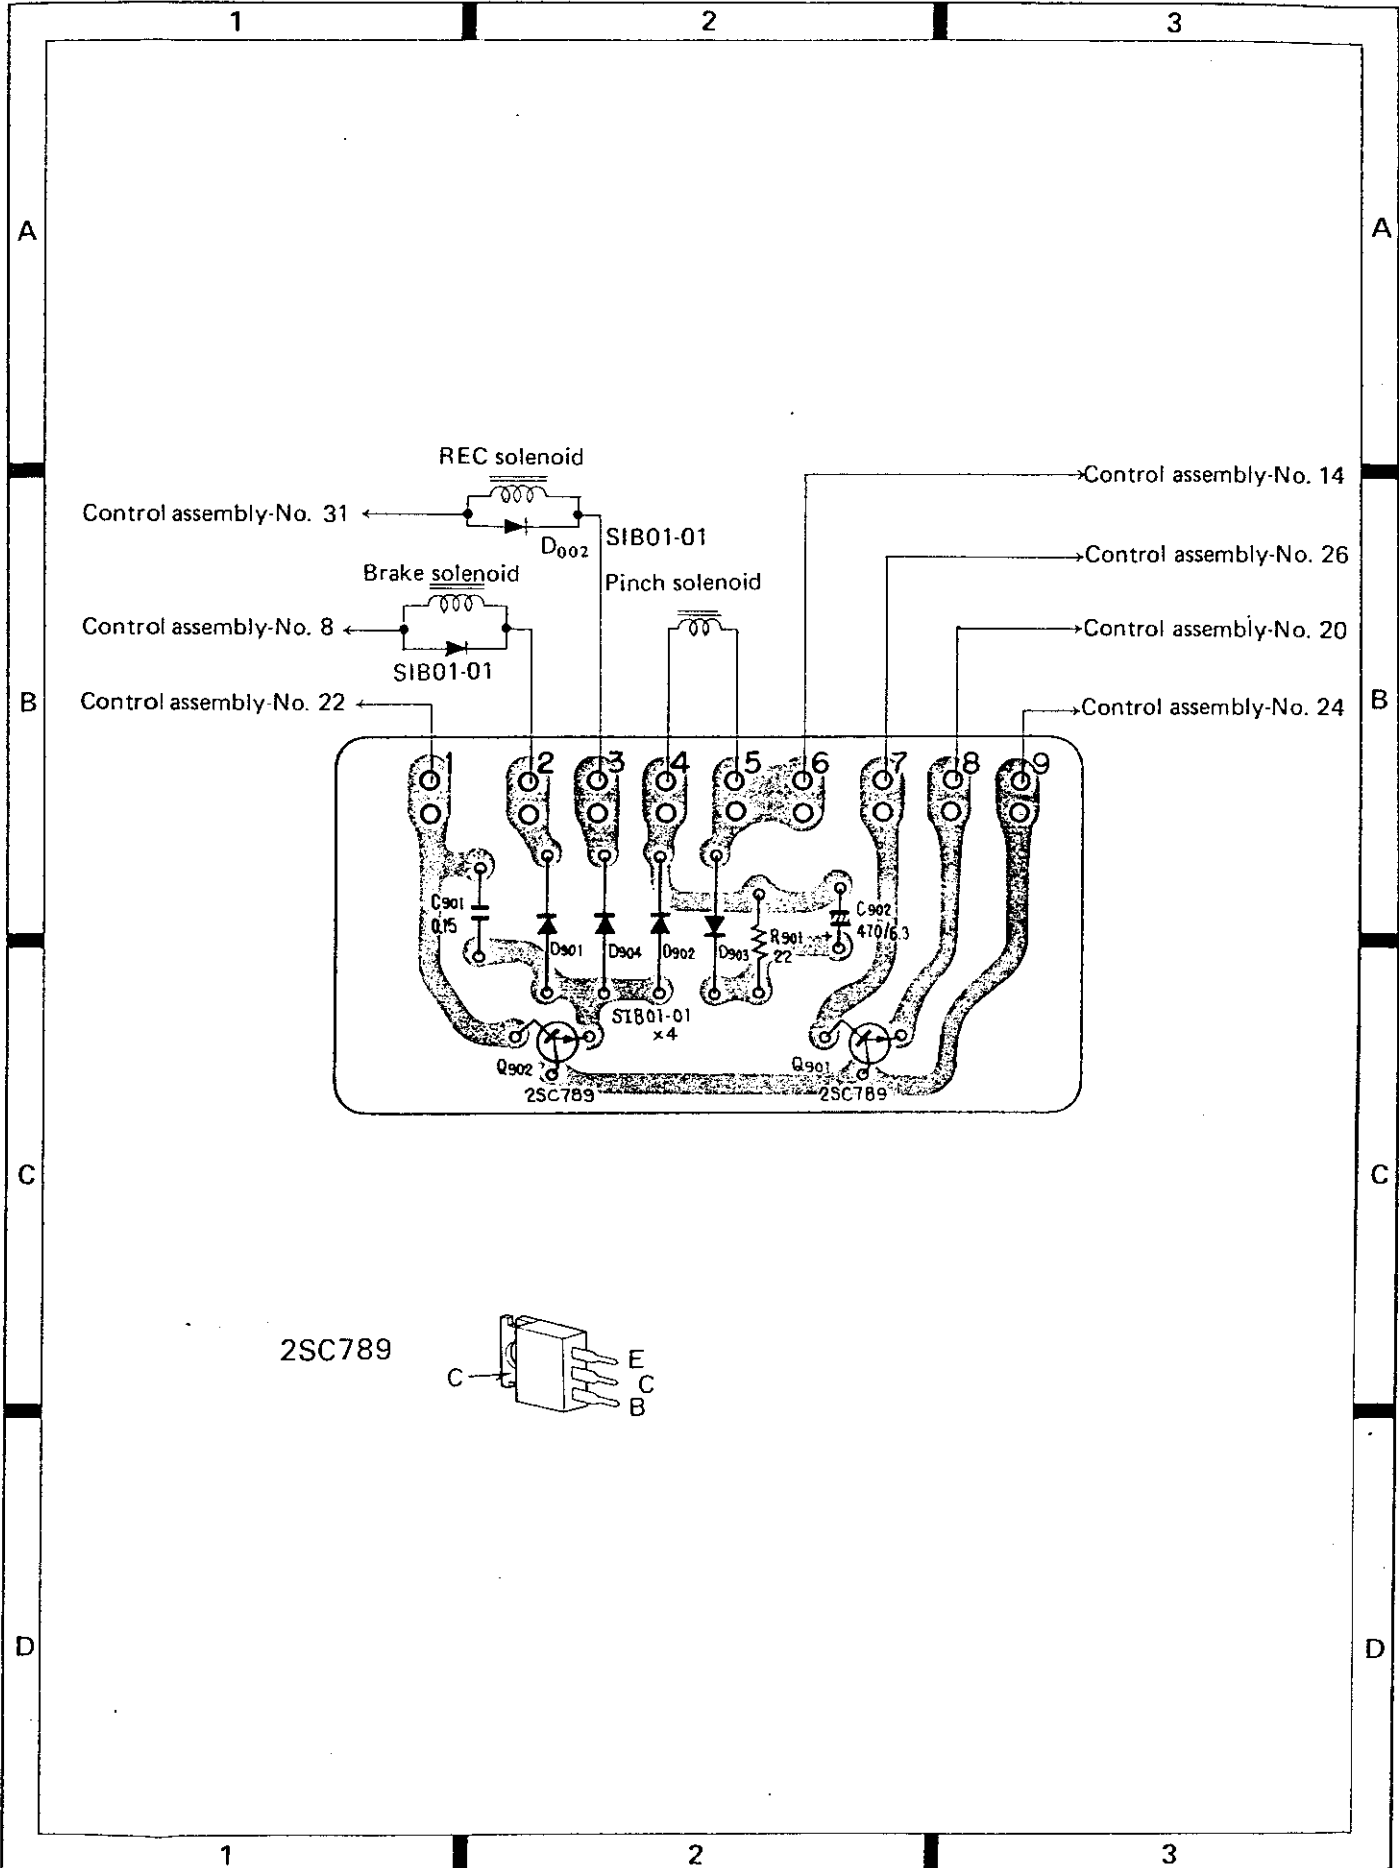 1 2 3
A A
REC solenoid
Control assembly-No. 14
Control assembly-No. 31
D002
SIB01-01
Control assembly-No. 26
Brake solenoid
Pinch solenoid
Control assembly-No. 8
Control assembly-No. 20
SIB01-01
B
Control assembly-No. 22
Control assembly-No. 24
B
1 2 3 4 5 6 7 8 9
C901
0.15
C902
470/6.3
D901
D904
D902
D903
R901
22
SIB01-01
×4
Q902
2SC789
Q901
2SC789
C C
2SC789
E
C
C
B
D D
1 2 3